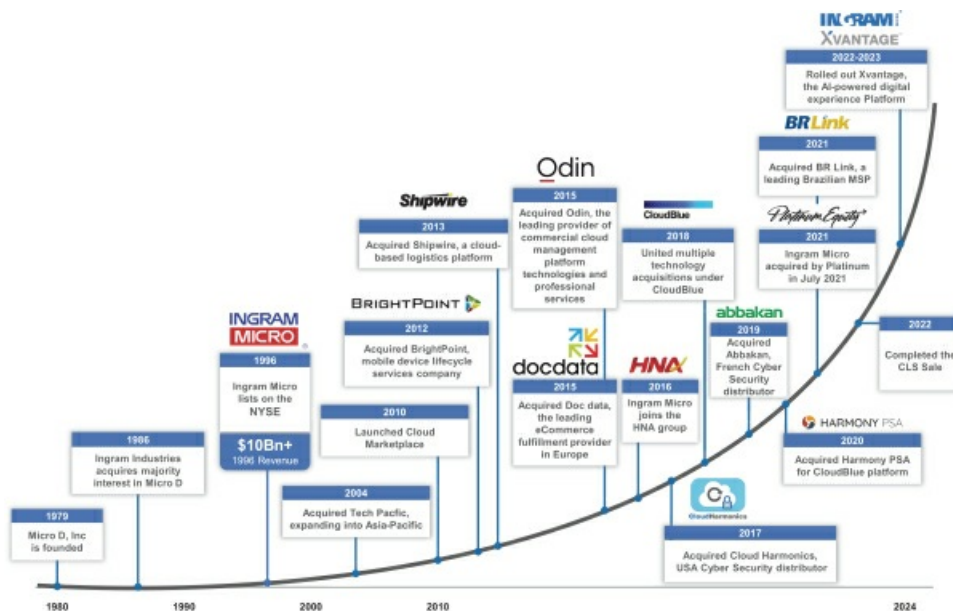 INGRAM
XVANTAGE
2022-2023
Rolled out Xvantage,
the AI-powered digital
experience Platform
BRLink
2021
Acquired BR Link, a
leading Brazilian MSP
Platinum Equity
2021
Ingram Micro
acquired by Platinum
in July 2021
2022
Completed the
CLS Sale
Odin
2015
Acquired Odin, the
leading provider of
commercial cloud
management
platform
technologies and
professional
services
CloudBlue
2018
United multiple
technology
acquisitions under
CloudBlue
Shipwire
2013
Acquired Shipwire, a cloud-
based logistics platform
BRIGHTPOINT
2012
Acquired BrightPoint,
mobile device lifecycle
services company
abbakan
2019
Acquired
Abbakan,
French Cyber
Security
distributor
INGRAM
MICRO
®
1996
Ingram Micro
lists on the
NYSE
$10Bn+
1996 Revenue
docdata
2015
Acquired Doc data,
the leading
eCommerce
fulfillment provider
in Europe
HNA
2016
Ingram Micro
joins the
HNA group
HARMONY PSA
2020
Acquired Harmony PSA
for CloudBlue platform
2010
Launched Cloud
Marketplace
1986
Ingram Industries
acquires majority
interest in Micro D
2004
Acquired Tech Pacfic,
expanding into Asia-Pacific
CloudHarmonics
2017
Acquired Cloud Harmonics,
USA Cyber Security distributor
1979
Micro D, Inc
is founded
1980
1990
2000
2010
2024